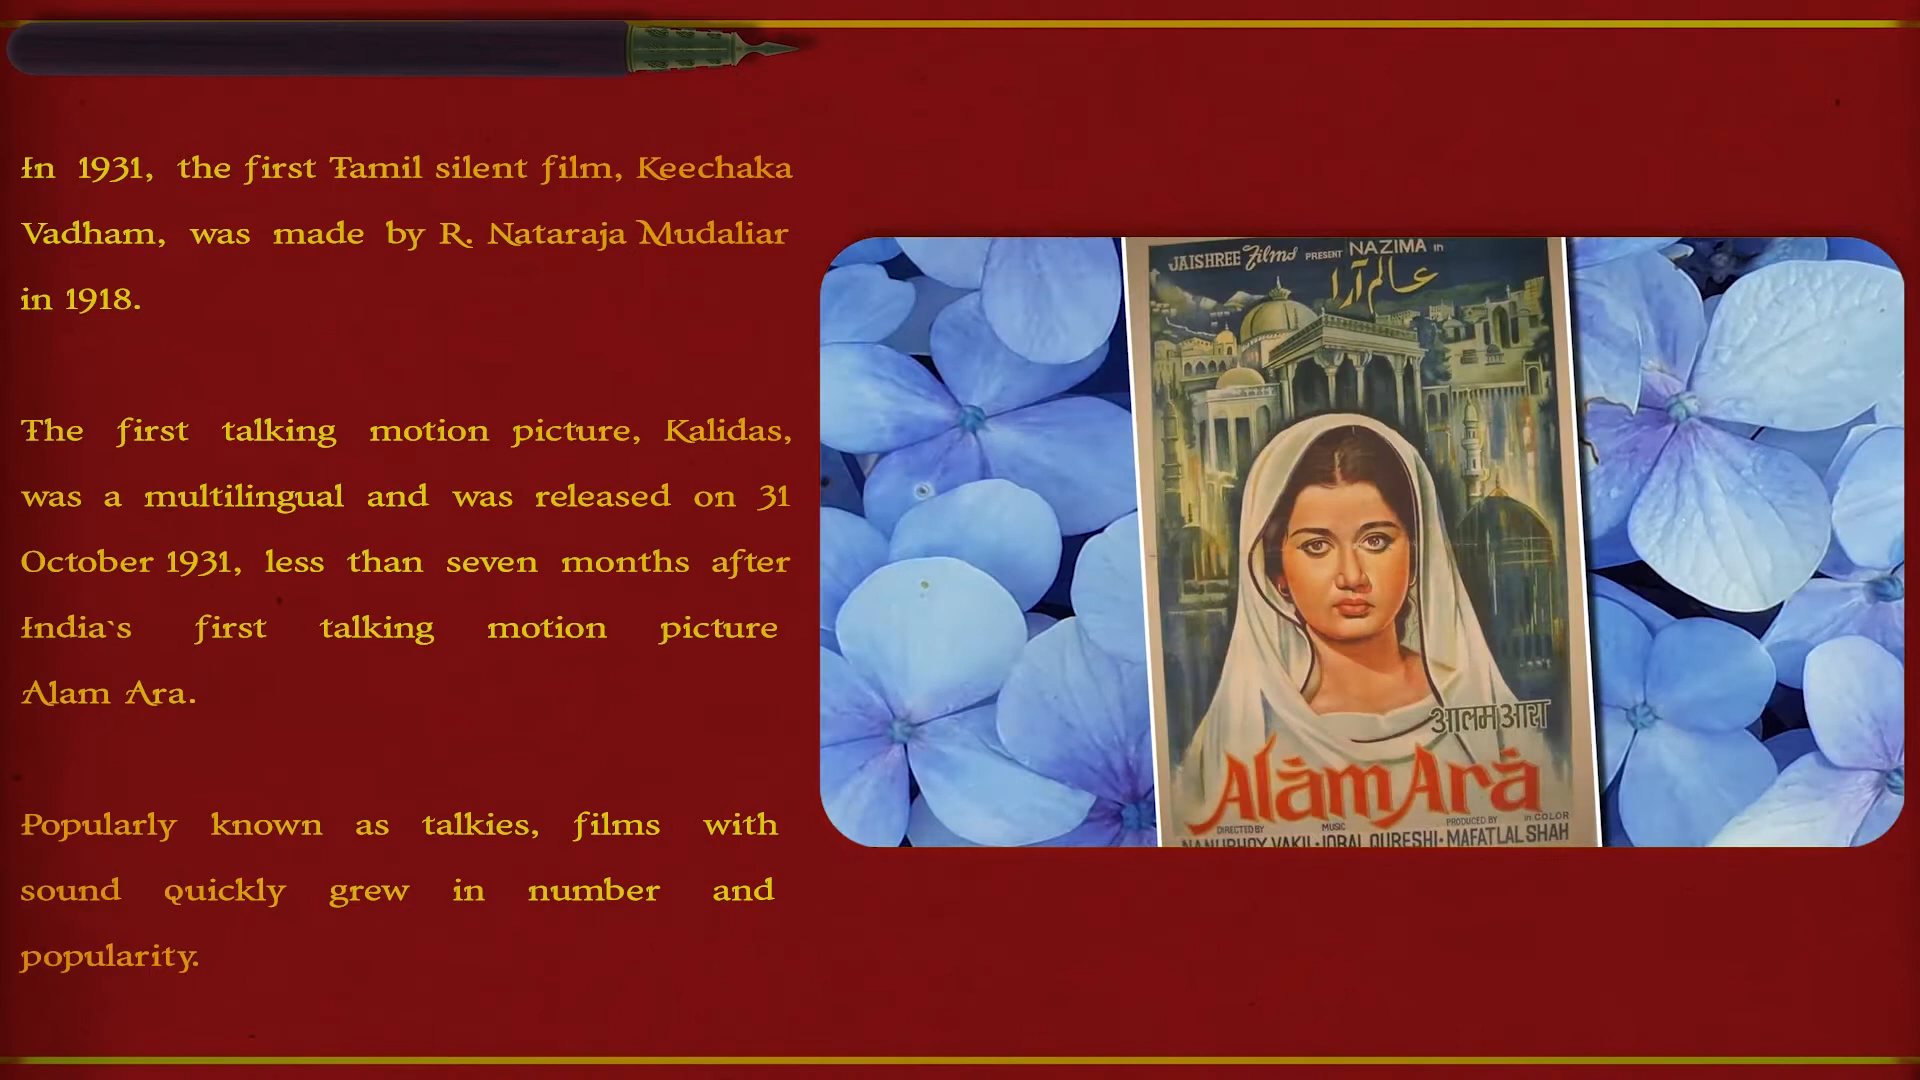 In 1931, the first Tamil silent film, Keechaka
Vadham, was made by R. Nataraja Mudaliar
in 1918.
The first talking motion picture, Kalidas,
was a multilingual and was released on 31
October 1931, less than seven months after
India`s first talking motion picture
Alam Ara.
Popularly known as talkies, films with
sound quickly grew in number and
popularity.
JAISHREE Films PRESENT NAZIMA in
عالم آرا
आलम आरा
Alam Ara
DIRECTED BY MUSIC PRODUCED BY in COLOR
NANUBHOY VAKIL · IQBAL QURESHI · MAFATLAL SHAH